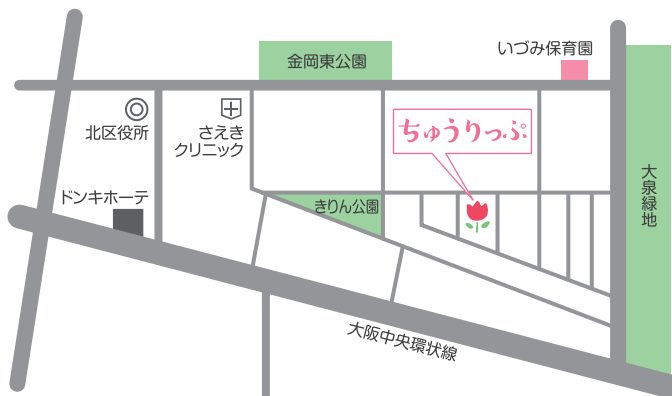 いづみ保育園
金岡東公園
北区役所
さえき
クリニック
ちゅうりっぷ
ドンキホーテ
きりん公園
大泉緑地
大阪中央環状線